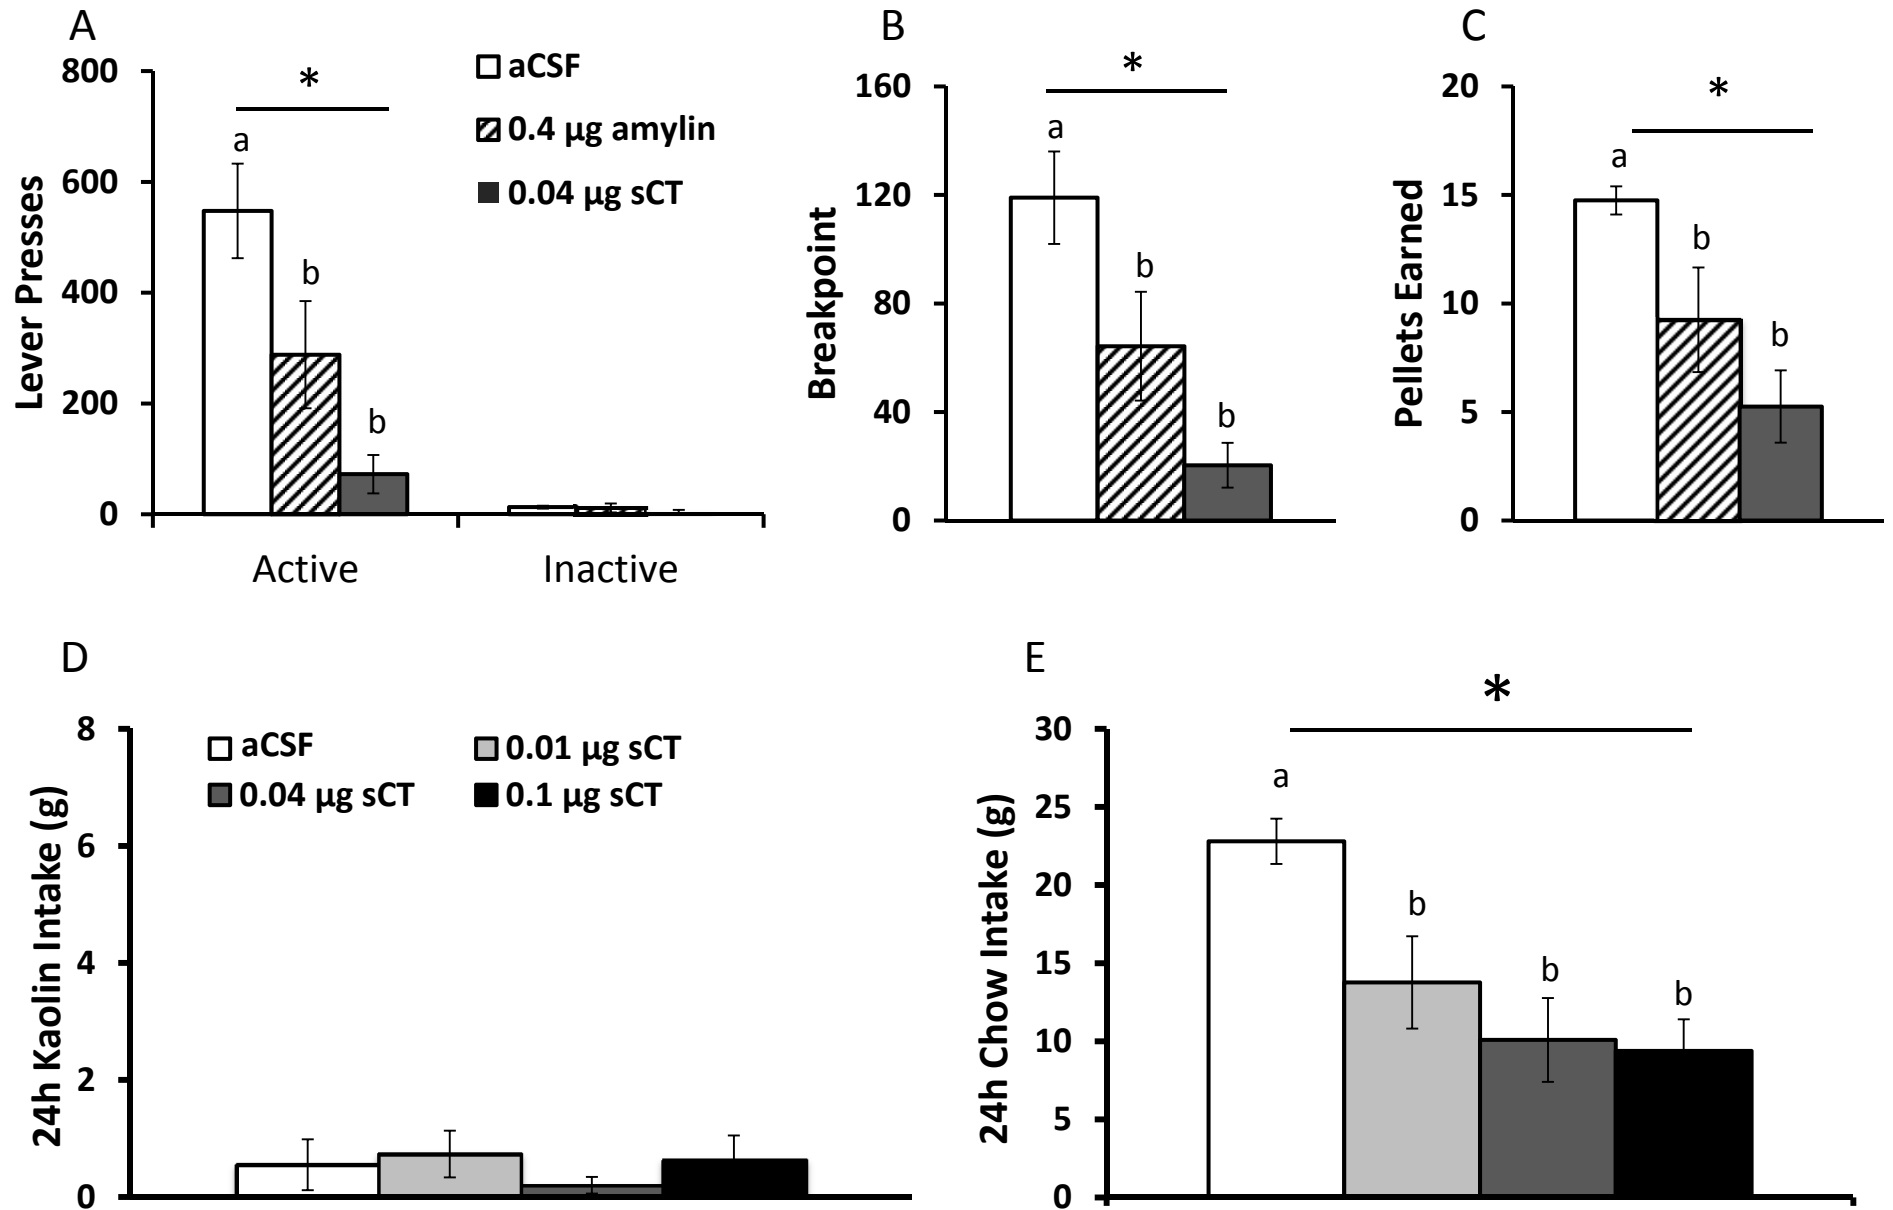 A
Lever Presses
800
600
400
200
0
*
a
b
b
aCSF
0.4 µg amylin
0.04 µg sCT
Active
Inactive
B
Breakpoint
160
120
80
40
0
*
a
b
b
C
Pellets Earned
20
15
10
5
0
*
a
b
b
D
24h Kaolin Intake (g)
8
6
4
2
0
aCSF
0.01 µg sCT
0.04 µg sCT
0.1 µg sCT
E
24h Chow Intake (g)
30
25
20
15
10
5
0
*
a
b
b
b